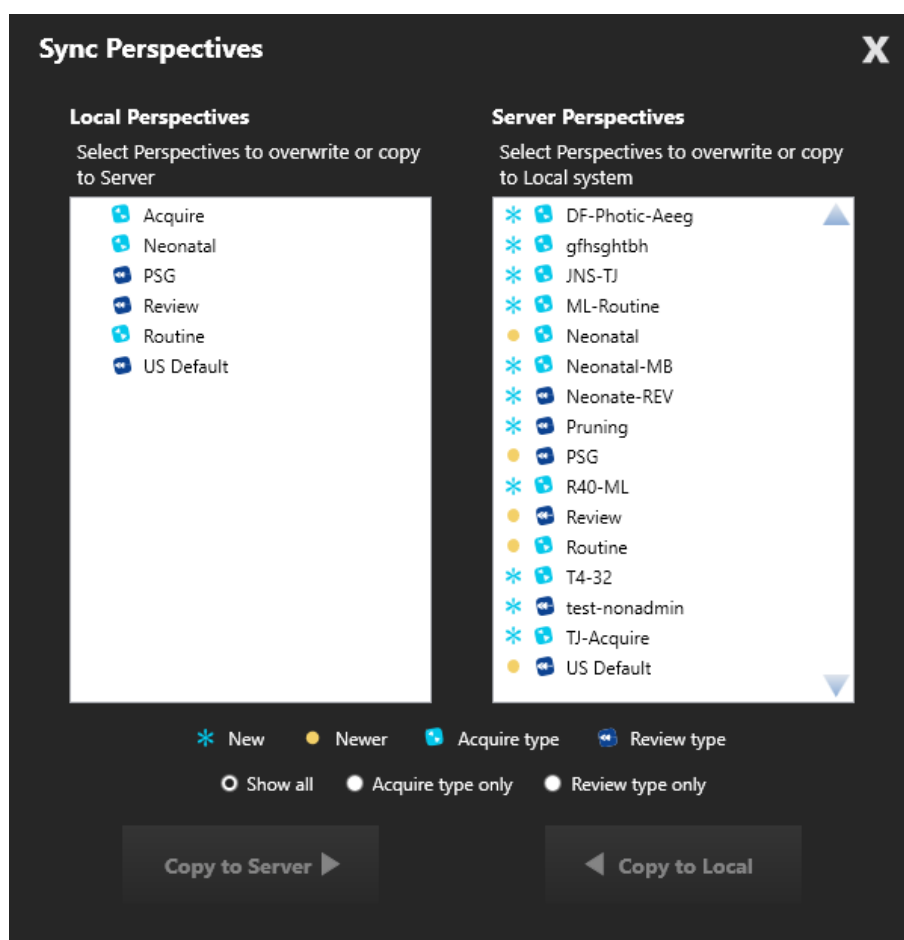 Sync Perspectives
X
Local Perspectives
Select Perspectives to overwrite or copy
to Server
Acquire
Neonatal
PSG
Review
Routine
US Default
Server Perspectives
Select Perspectives to overwrite or copy
to Local system
DF-Photic-Aeeg
gfhsghtbh
JNS-TJ
ML-Routine
Neonatal
Neonatal-MB
Neonate-REV
Pruning
PSG
R40-ML
Review
Routine
T4-32
test-nonadmin
TJ-Acquire
US Default
New Newer Acquire type Review type
Show all Acquire type only Review type only
Copy to Server Copy to Local